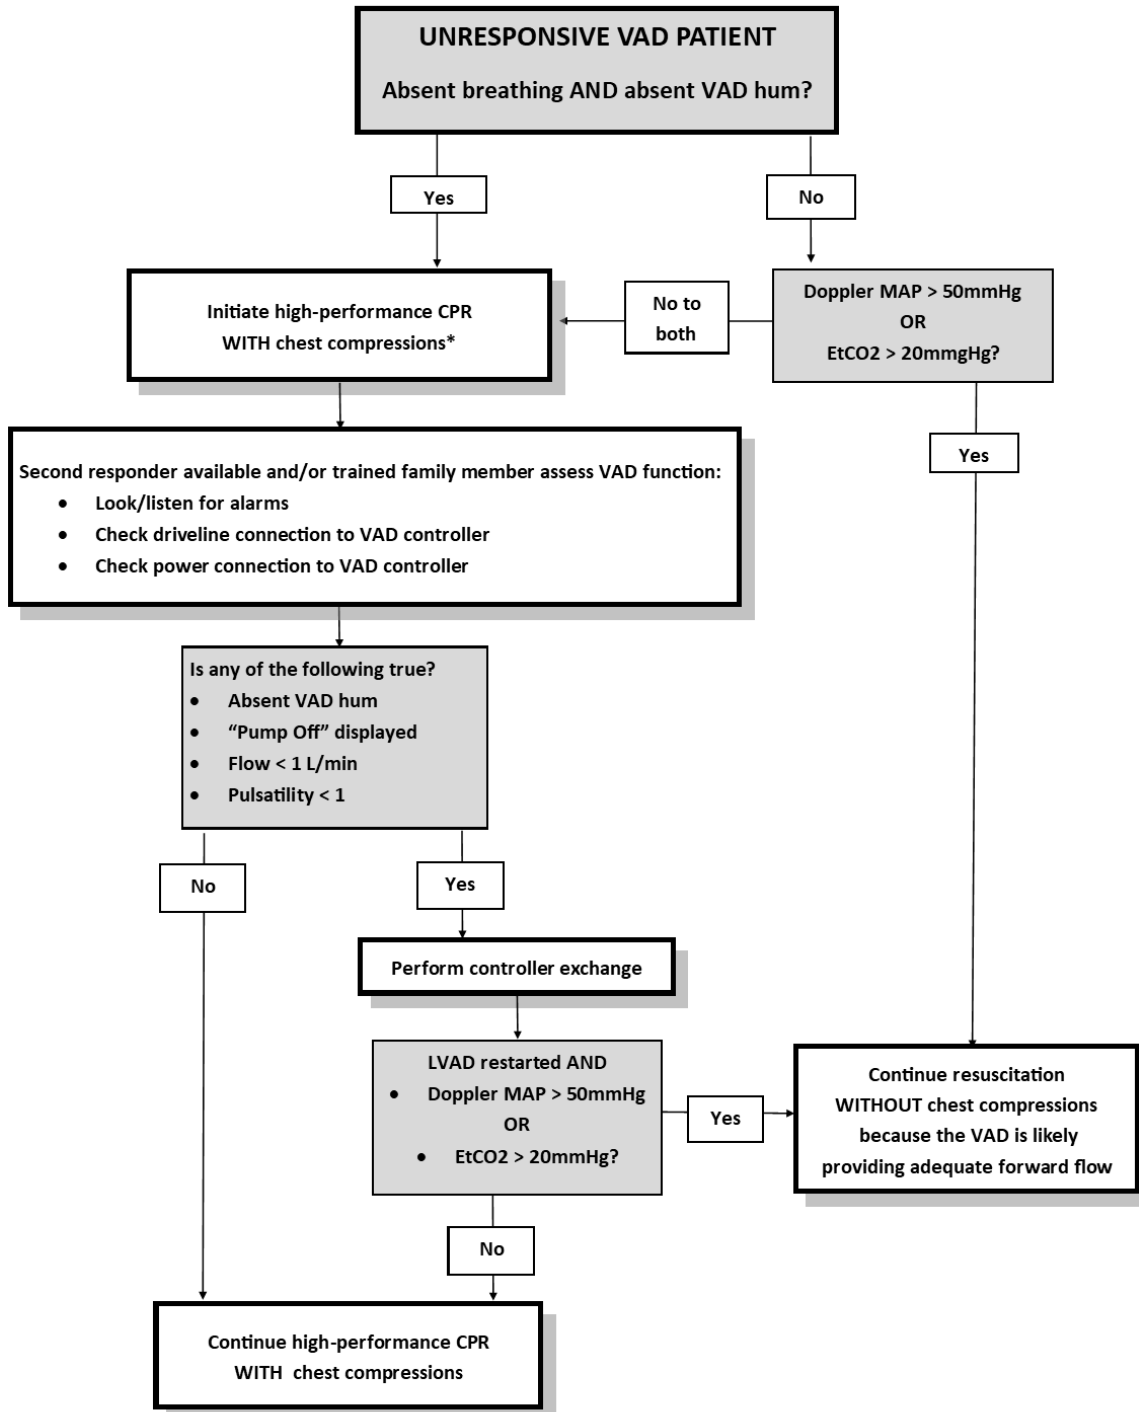 UNRESPONSIVE VAD PATIENT
Absent breathing AND absent VAD hum?
Yes
No
Initiate high-performance CPR
WITH chest compressions*
No to
both
Doppler MAP > 50mmHg
OR
EtCO2 > 20mmgHg?
Yes
Second responder available and/or trained family member assess VAD function:
• Look/listen for alarms
• Check driveline connection to VAD controller
• Check power connection to VAD controller
Is any of the following true?
• Absent VAD hum
• “Pump Off” displayed
• Flow < 1 L/min
• Pulsatility < 1
No
Yes
Perform controller exchange
LVAD restarted AND
• Doppler MAP > 50mmHg
OR
• EtCO2 > 20mmHg?
Yes
Continue resuscitation
WITHOUT chest compressions
because the VAD is likely
providing adequate forward flow
No
Continue high-performance CPR
WITH chest compressions